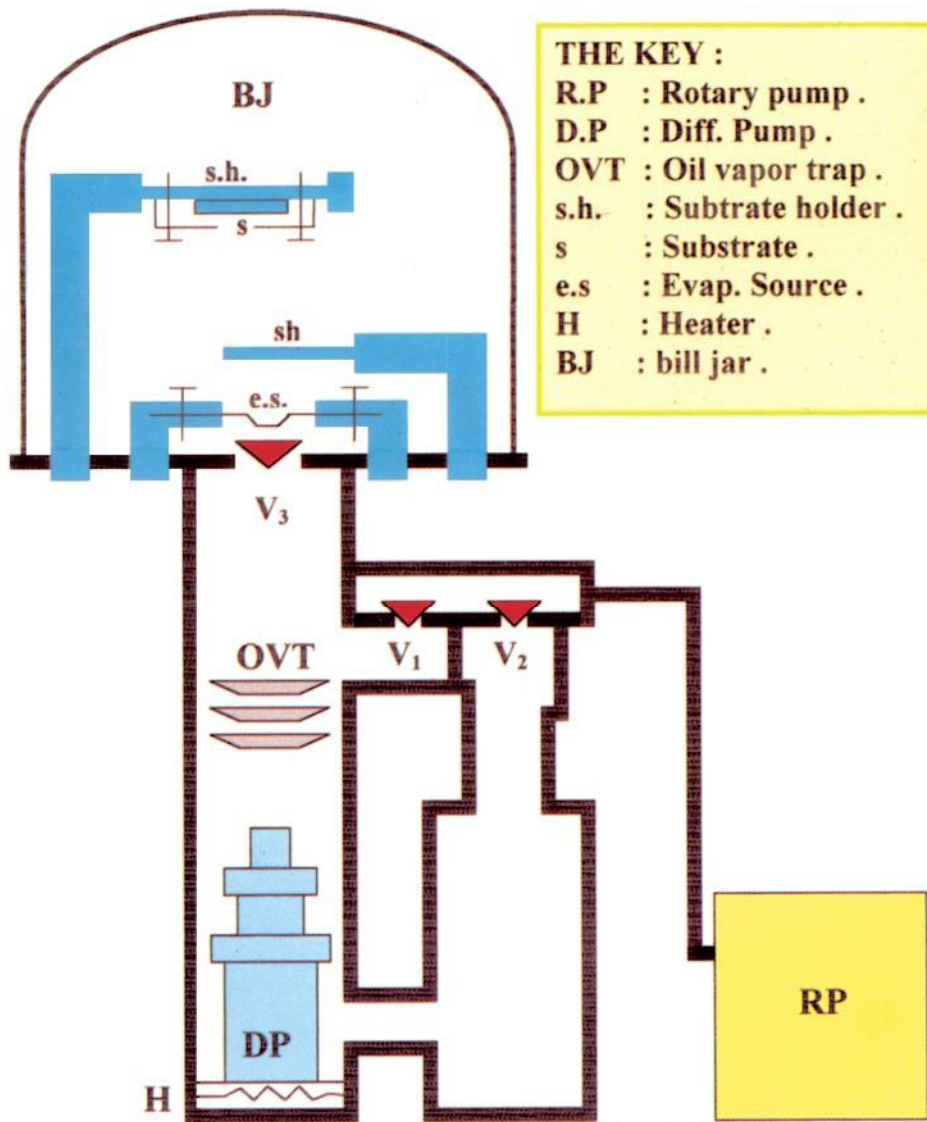 THE KEY :
R.P : Rotary pump .
D.P : Diff. Pump .
OVT : Oil vapor trap .
s.h. : Subtrate holder .
s : Substrate .
e.s : Evap. Source .
H : Heater .
BJ : bill jar .
BJ
s.h.
s
sh
e.s.
V₃
V₁
V₂
OVT
DP
RP
H